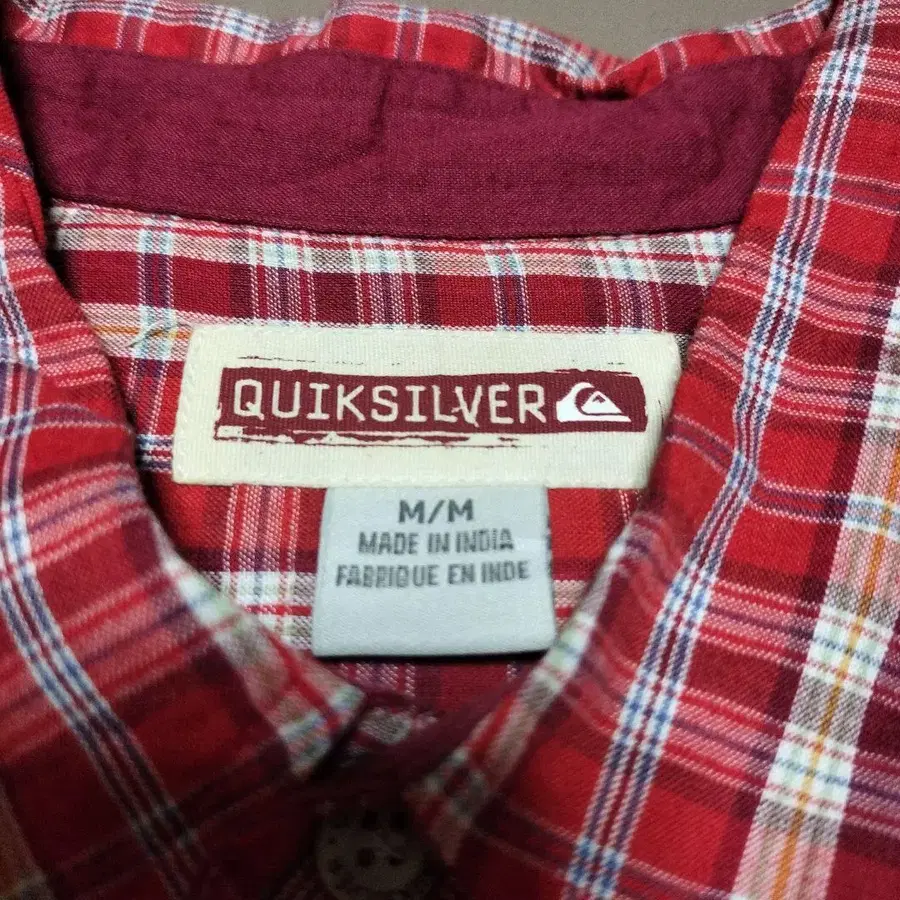 QUIKSILVER
M/M
MADE IN INDIA
FABRIQUE EN INDE